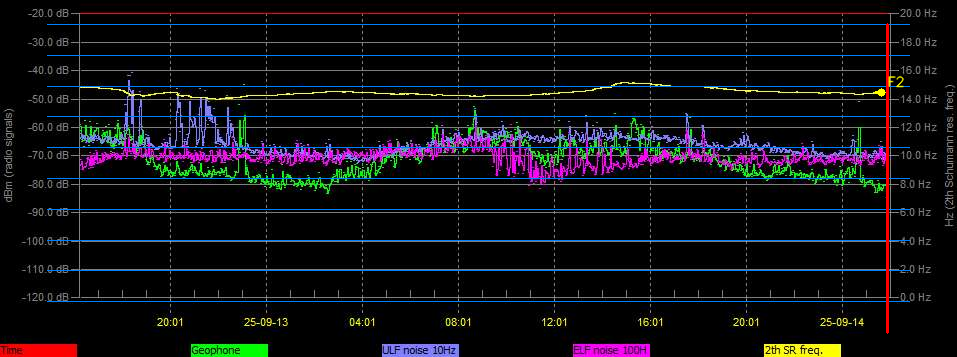 -20.0 dB 20.0 Hz
-30.0 dB 18.0 Hz
-40.0 dB 16.0 Hz
F2
-50.0 dB 14.0 Hz
-60.0 dB 12.0 Hz
-70.0 dB 10.0 Hz
-80.0 dB 8.0 Hz
-90.0 dB 6.0 Hz
-100.0 dB 4.0 Hz
-110.0 dB 2.0 Hz
-120.0 dB 0.0 Hz
dBm (radio signals)
Hz (2th Schumann res. freq.)
20:01 25-09-13 04:01 08:01 12:01 16:01 20:01 25-09-14
Time Geophone ULF noise 10Hz ELF noise 100H 2th SR freq.